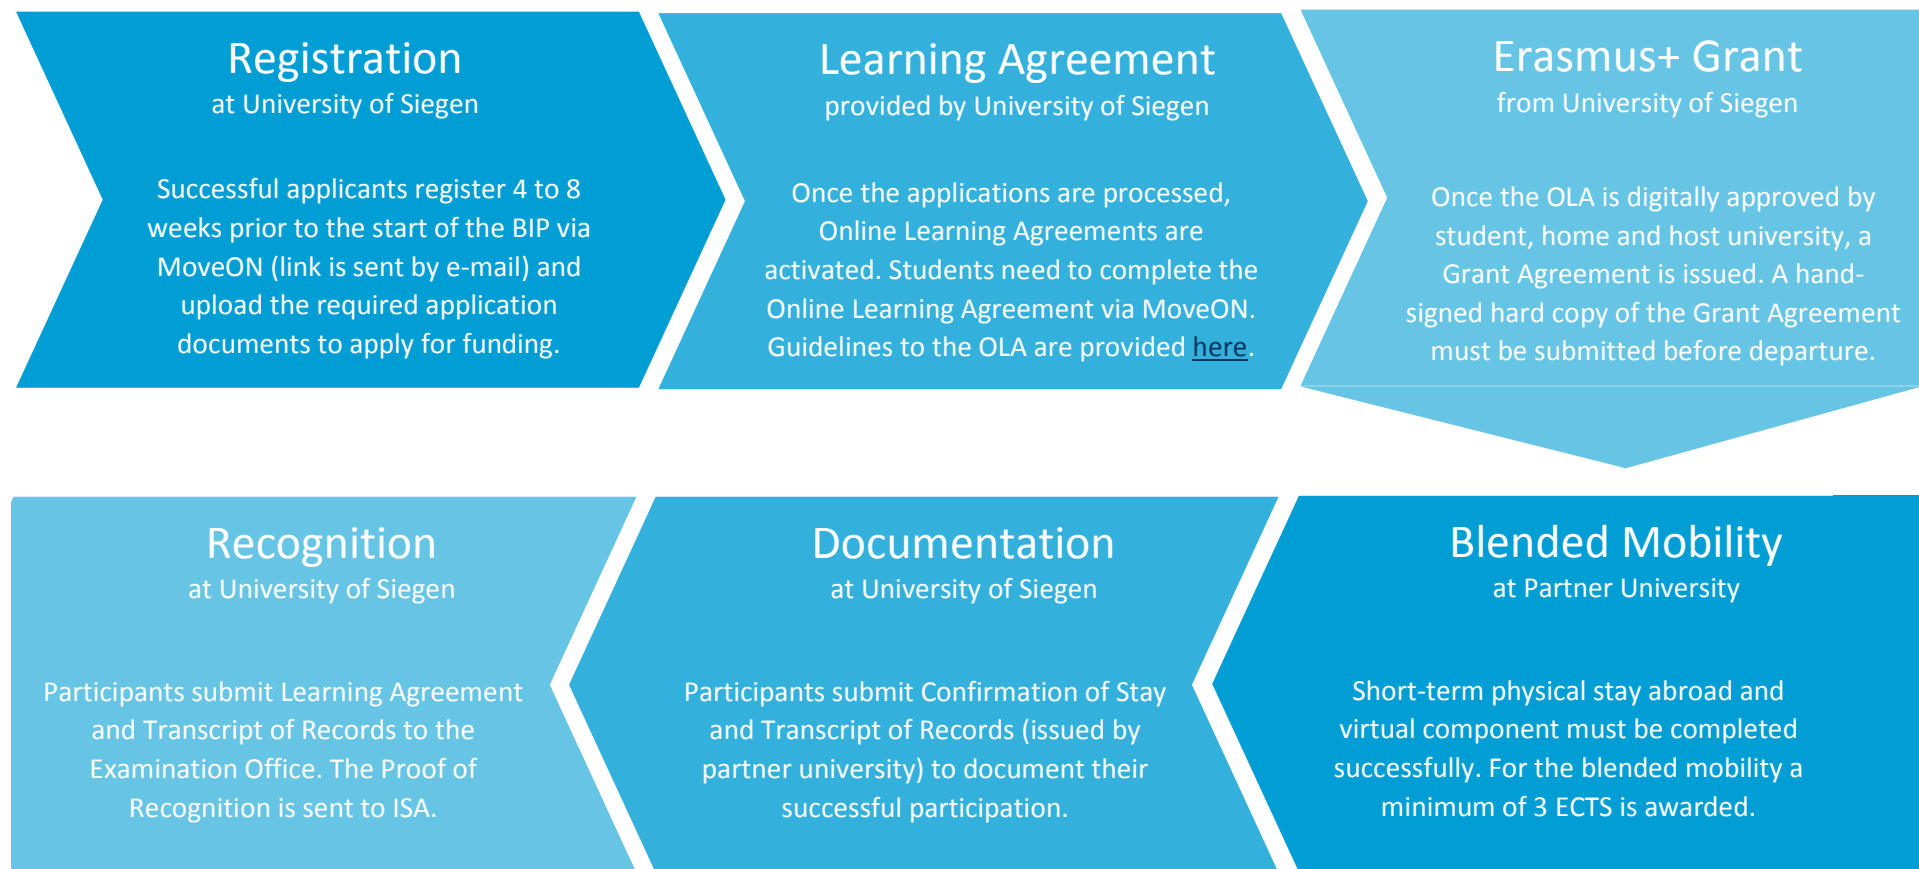 Registration
at University of Siegen
Successful applicants register 4 to 8
weeks prior to the start of the BIP via
MoveON (link is sent by e-mail) and
upload the required application
documents to apply for funding.
Learning Agreement
provided by University of Siegen
Once the applications are processed,
Online Learning Agreements are
activated. Students need to complete the
Online Learning Agreement via MoveON.
Guidelines to the OLA are provided here.
Erasmus+ Grant
from University of Siegen
Once the OLA is digitally approved by
student, home and host university, a
Grant Agreement is issued. A hand-
signed hard copy of the Grant Agreement
must be submitted before departure.
Blended Mobility
at Partner University
Short-term physical stay abroad and
virtual component must be completed
successfully. For the blended mobility a
minimum of 3 ECTS is awarded.
Documentation
at University of Siegen
Participants submit Confirmation of Stay
and Transcript of Records (issued by
partner university) to document their
successful participation.
Recognition
at University of Siegen
Participants submit Learning Agreement
and Transcript of Records to the
Examination Office. The Proof of
Recognition is sent to ISA.